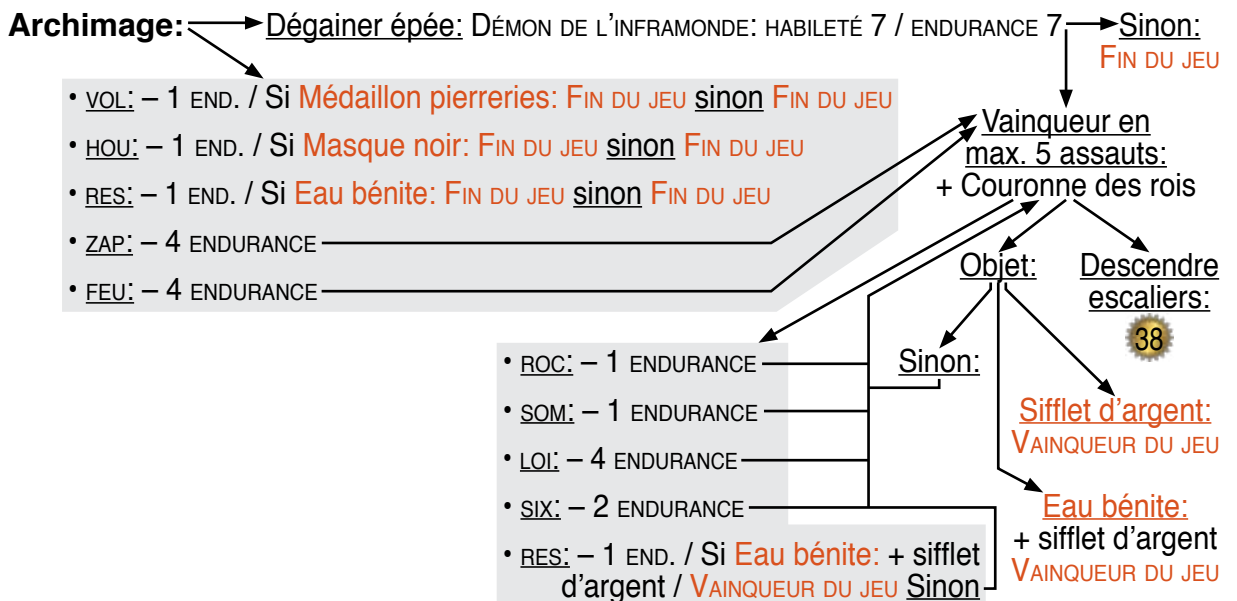 Archimage: Dégainer épée: Démon de l'inframonde: habileté 7 / endurance 7 Sinon:
Fin du jeu
• vol: – 1 end. / Si Médaillon pierreries: Fin du jeu sinon Fin du jeu
• hou: – 1 end. / Si Masque noir: Fin du jeu sinon Fin du jeu
• res: – 1 end. / Si Eau bénite: Fin du jeu sinon Fin du jeu
• zap: – 4 endurance
• feu: – 4 endurance
Vainqueur en
max. 5 assauts:
+ Couronne des rois
Objet:
Descendre
escaliers:
38
Sinon:
• roc: – 1 endurance
• som: – 1 endurance
• loi: – 4 endurance
• six: – 2 endurance
• res: – 1 end. / Si Eau bénite: + sifflet
d'argent / Vainqueur du jeu Sinon
Sifflet d'argent:
Vainqueur du jeu
Eau bénite:
+ sifflet d'argent
Vainqueur du jeu